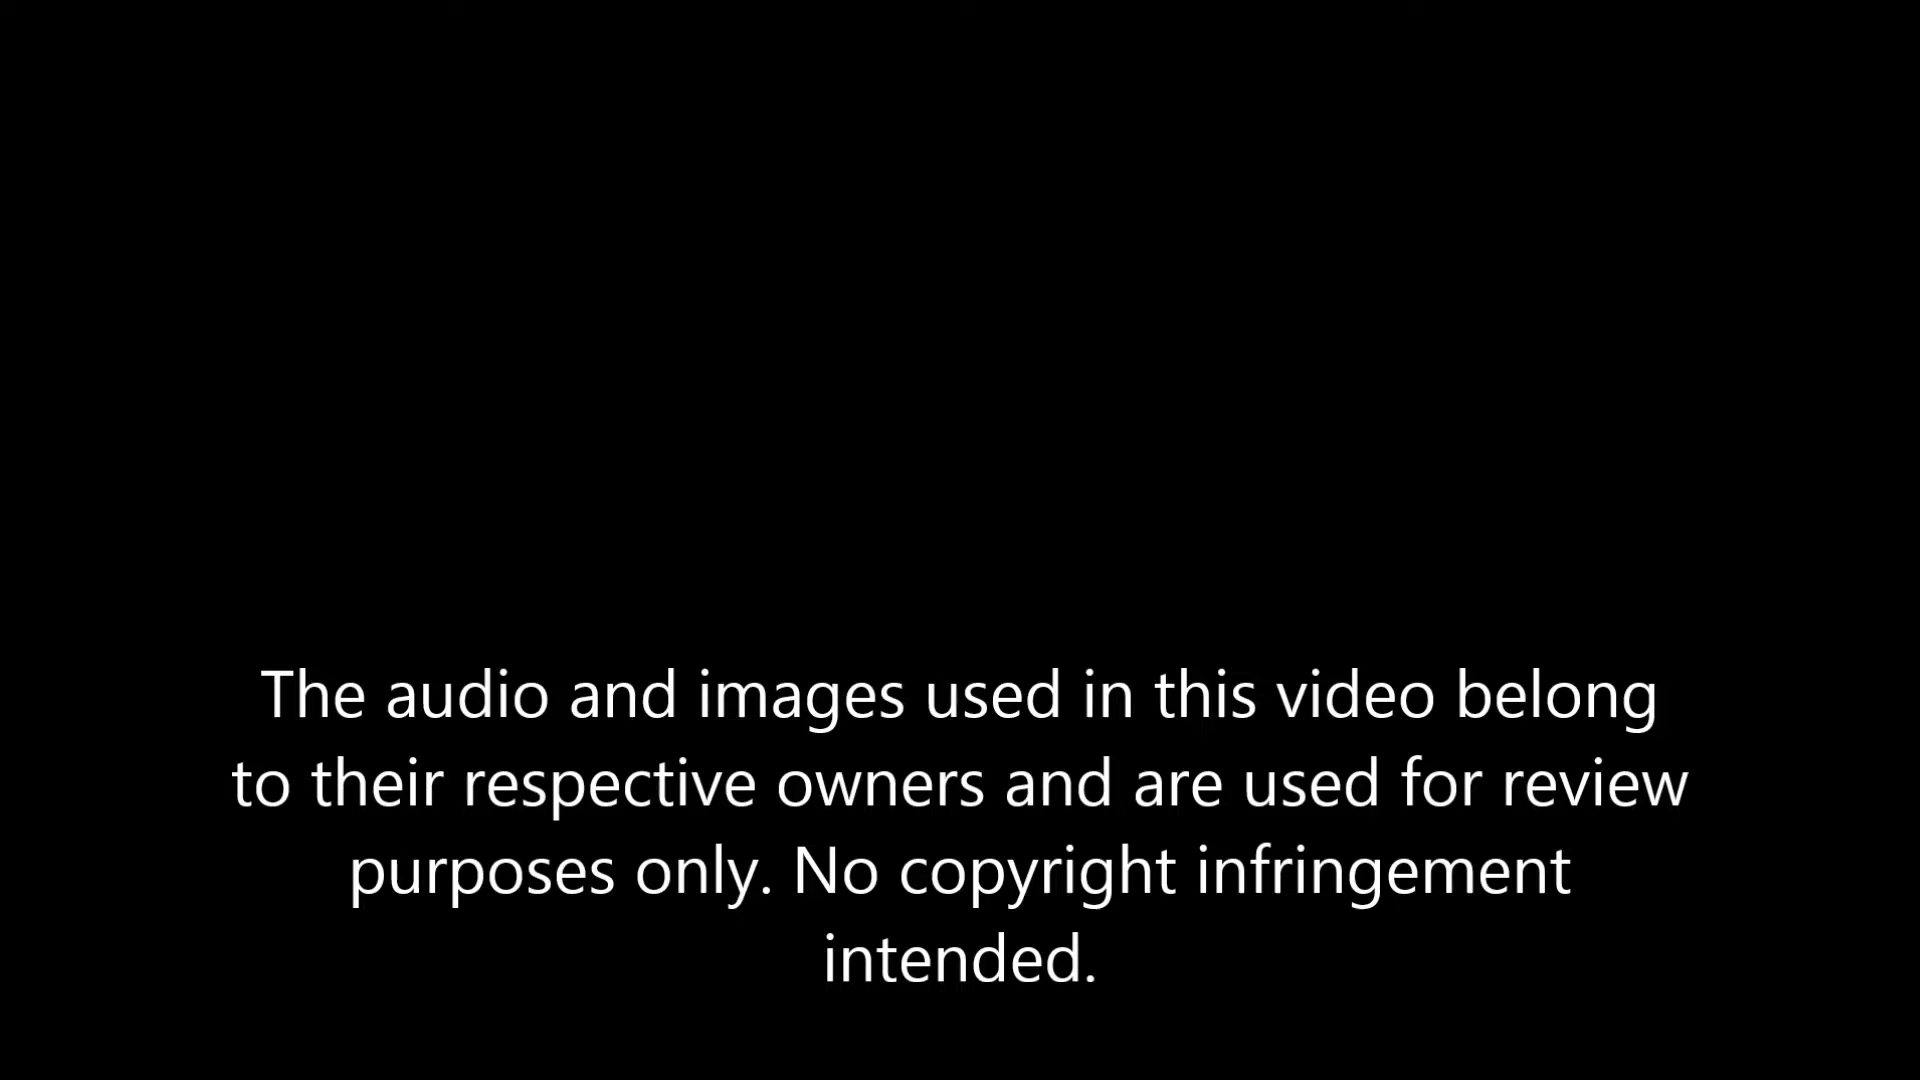 The audio and images used in this video belong
to their respective owners and are used for review
purposes only. No copyright infringement
intended.